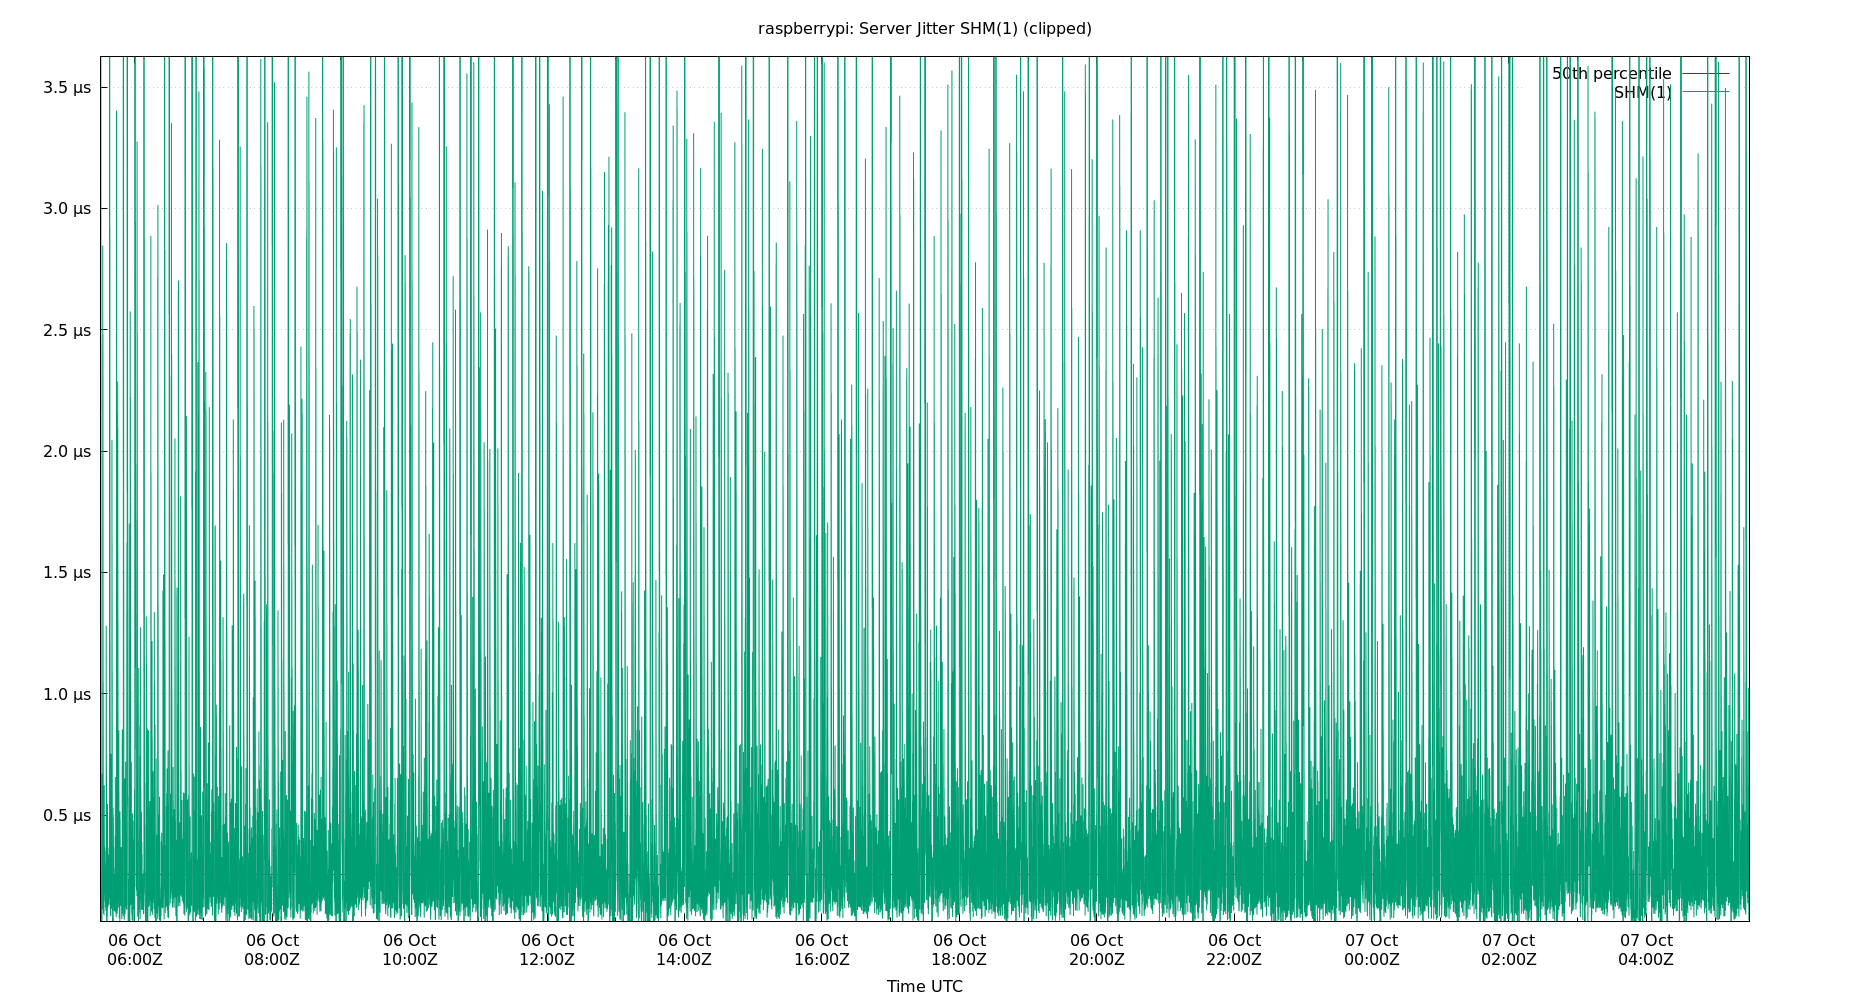 raspberrypi: Server Jitter SHM(1) (clipped)
50th percentile
SHM(1)
3.5 µs
3.0 µs
2.5 µs
2.0 µs
1.5 µs
1.0 µs
0.5 µs
06 Oct 06 Oct 06 Oct 06 Oct 06 Oct 06 Oct 06 Oct 06 Oct 06 Oct 07 Oct 07 Oct 07 Oct
06:00Z 08:00Z 10:00Z 12:00Z 14:00Z 16:00Z 18:00Z 20:00Z 22:00Z 00:00Z 02:00Z 04:00Z
Time UTC